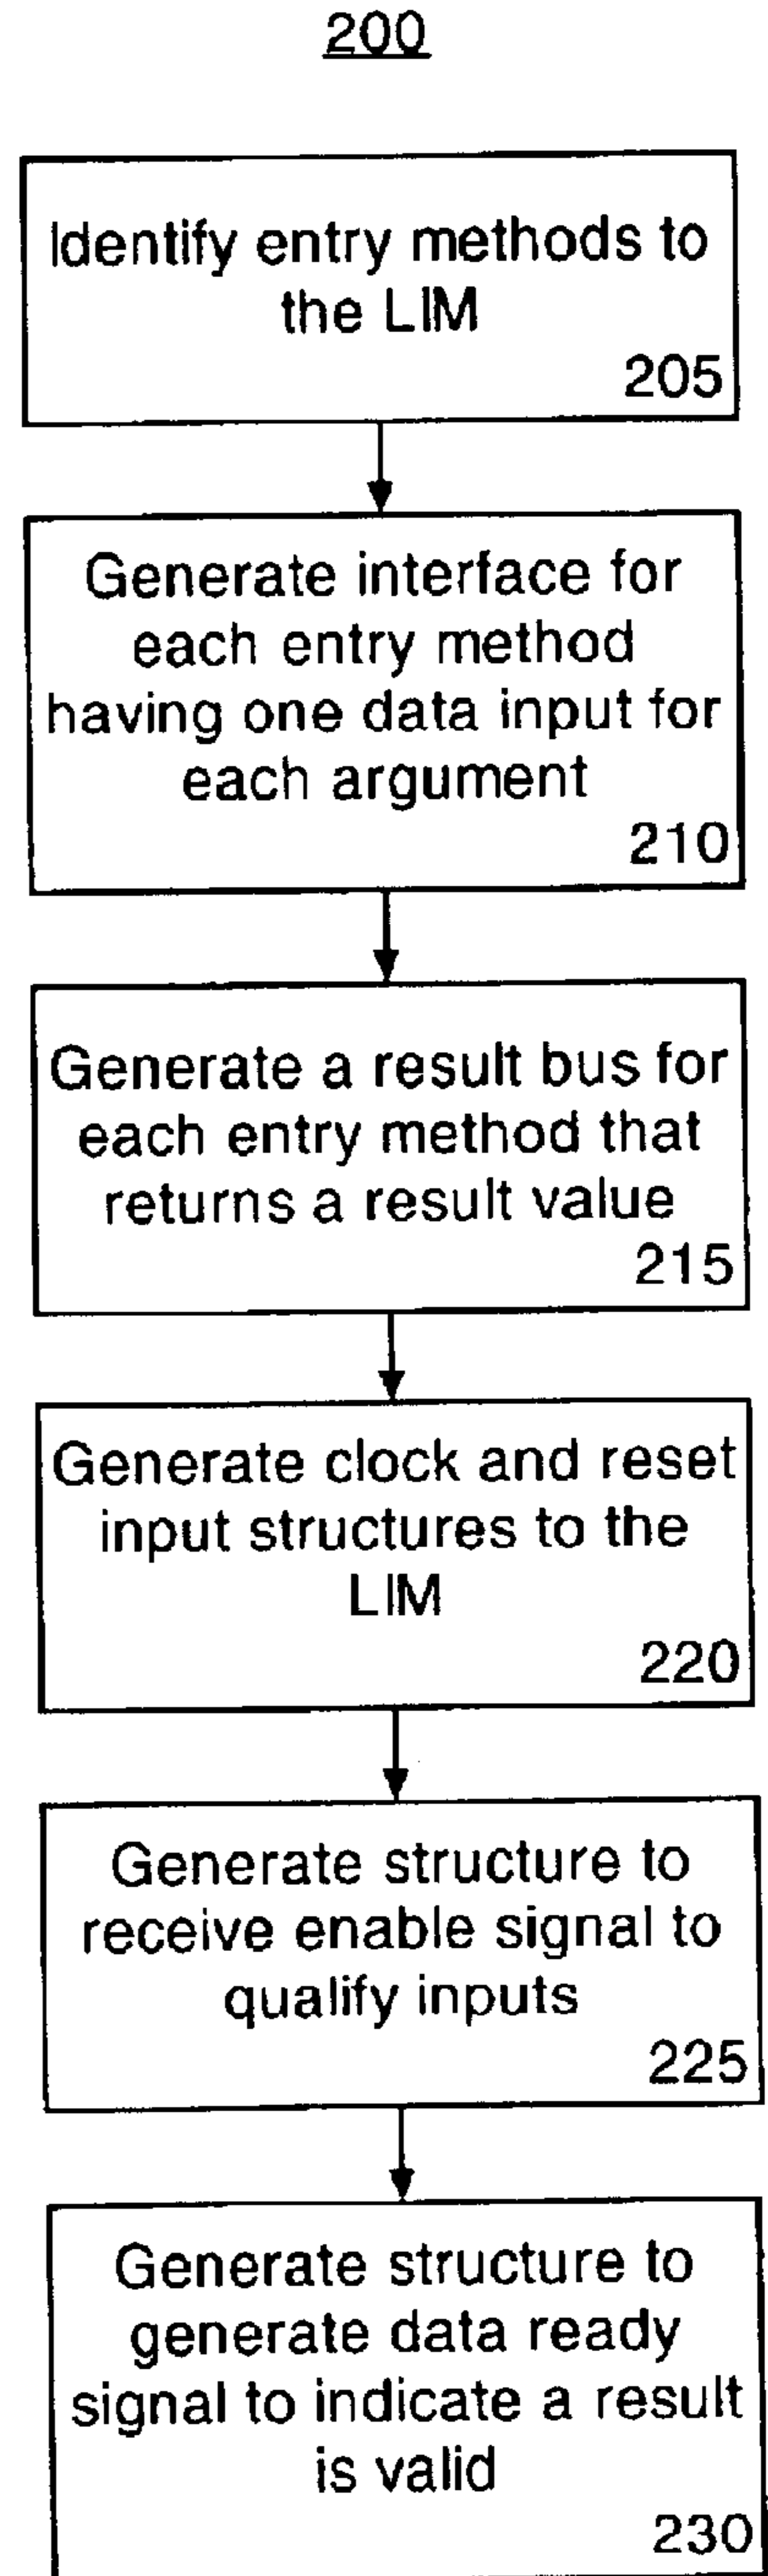 200
Identify entry methods to
the LIM
205
Generate interface for
each entry method
having one data input for
each argument
210
Generate a result bus for
each entry method that
returns a result value
215
Generate clock and reset
input structures to the
LIM
220
Generate structure to
receive enable signal to
qualify inputs
225
Generate structure to
generate data ready
signal to indicate a result
is valid
230